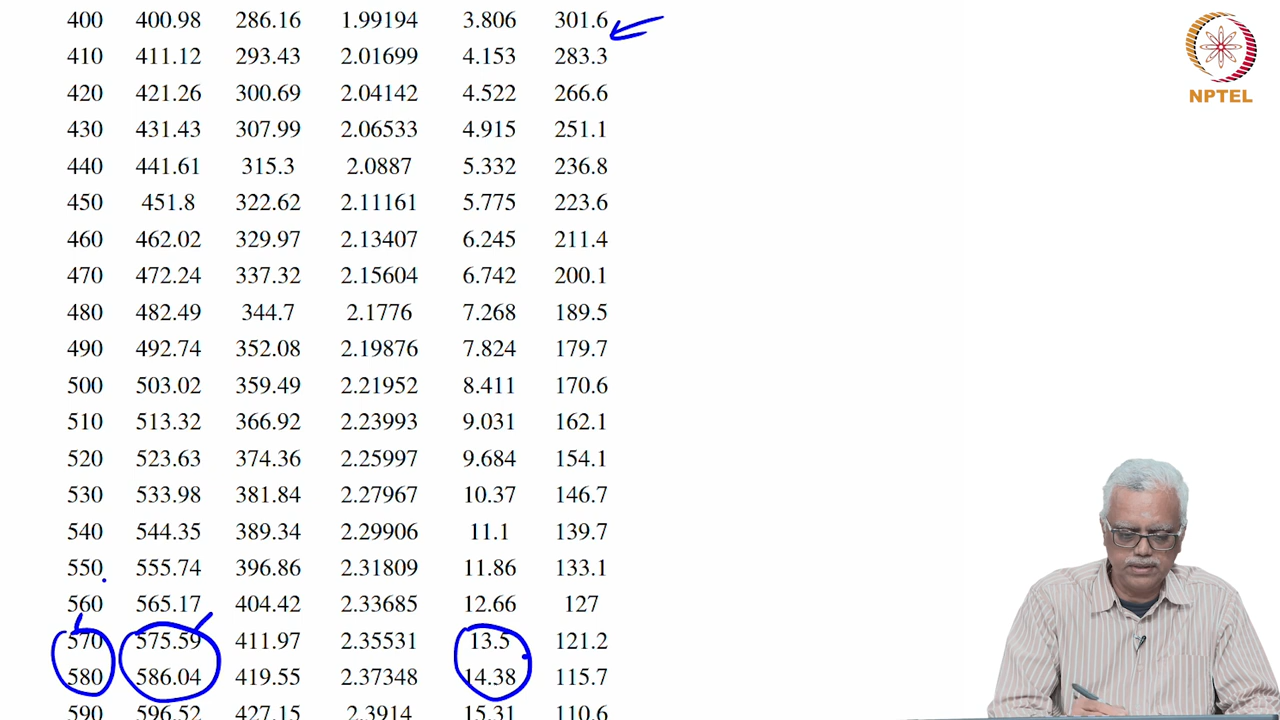 400 400.98 286.16 1.99194 3.806 301.6
410 411.12 293.43 2.01699 4.153 283.3
420 421.26 300.69 2.04142 4.522 266.6
430 431.43 307.99 2.06533 4.915 251.1
440 441.61 315.3 2.0887 5.332 236.8
450 451.8 322.62 2.11161 5.775 223.6
460 462.02 329.97 2.13407 6.245 211.4
470 472.24 337.32 2.15604 6.742 200.1
480 482.49 344.7 2.1776 7.268 189.5
490 492.74 352.08 2.19876 7.824 179.7
500 503.02 359.49 2.21952 8.411 170.6
510 513.32 366.92 2.23993 9.031 162.1
520 523.63 374.36 2.25997 9.684 154.1
530 533.98 381.84 2.27967 10.37 146.7
540 544.35 389.34 2.29906 11.1 139.7
550 555.74 396.86 2.31809 11.86 133.1
560 565.17 404.42 2.33685 12.66 127
570 575.59 411.97 2.35531 13.5 121.2
580 586.04 419.55 2.37348 14.38 115.7
590 596.52 427.15 2.3914 15.31 110.6
NPTEL